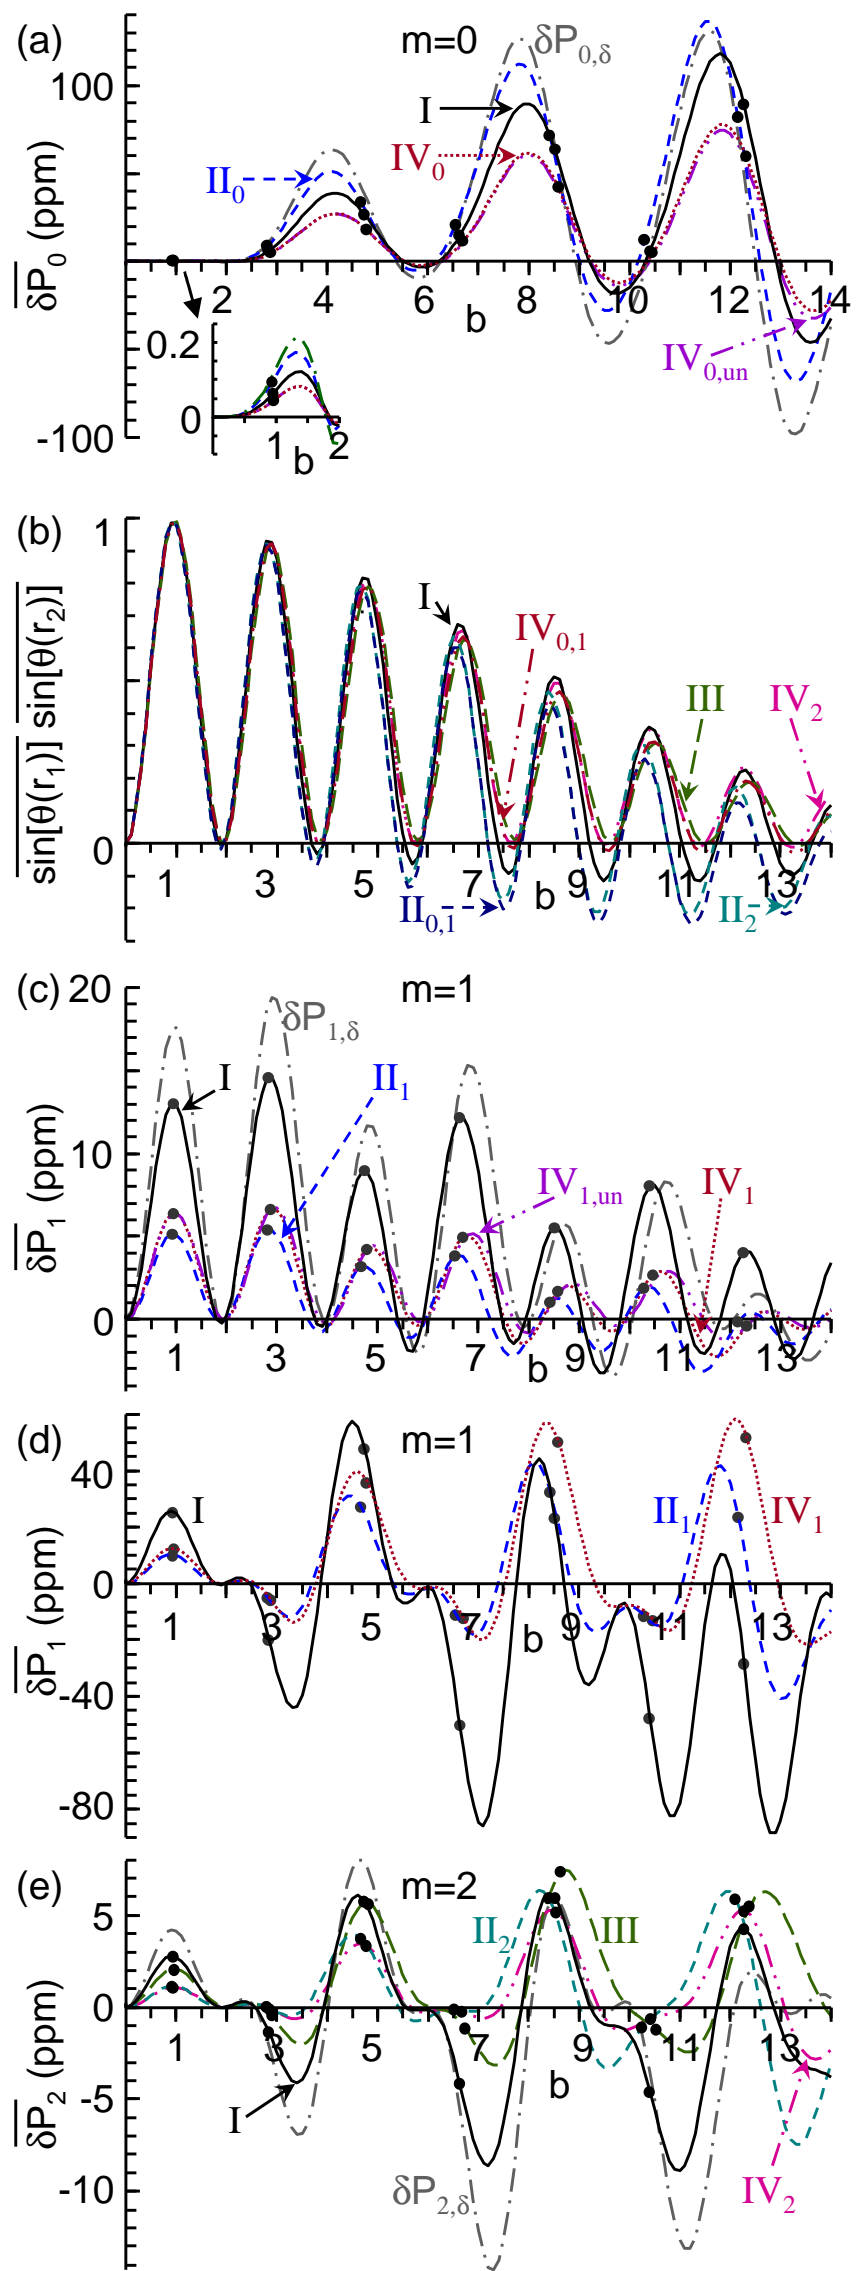 (a) m=0 δP0,δ
100
I
IV0
II0
δP0 (ppm)
2 4 6 8 10 12 14
b
IV0,un
0.2
0
1 2
b
-100
(b)
1
I
IV0,1
III
IV2
sin[θ(r1)] sin[θ(r2)]
0
1 3 5 7 9 11 13
b
II0,1
II2
(c) 20 m=1
δP1,δ
I
II1
10
IV1,un
IV1
δP1 (ppm)
0
1 3 5 7 9 11 13
b
(d) m=1
40
I
II1
IV1
0
δP1 (ppm)
1 3 5 7 9 11 13
b
-40
-80
(e) m=2
5
II2
III
0
δP2 (ppm)
1 3 5 7 9 11 13
b
-5
I
-10
δP2,δ
IV2